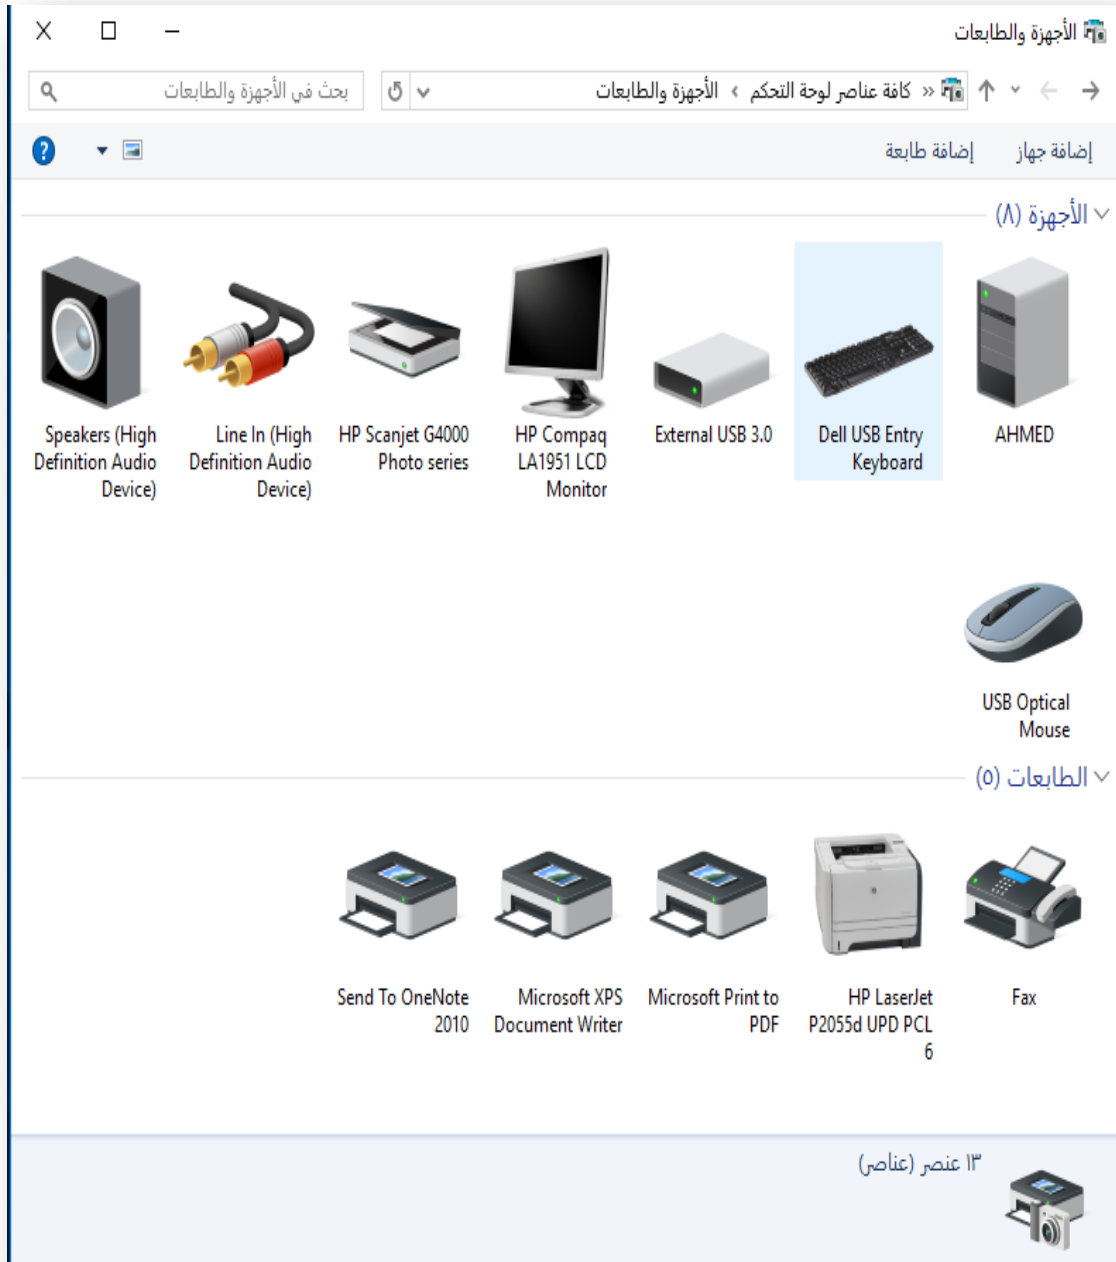 الأجهزة والطابعات
« كافة عناصر لوحة التحكم › الأجهزة والطابعات
بحث في الأجهزة والطابعات
إضافة جهاز
إضافة طابعة
?
الأجهزة (٨)
AHMED
Dell USB Entry
Keyboard
External USB 3.0
HP Compaq
LA1951 LCD
Monitor
HP Scanjet G4000
Photo series
Line In (High
Definition Audio
Device)
Speakers (High
Definition Audio
Device)
USB Optical
Mouse
الطابعات (٥)
Fax
HP LaserJet
P2055d UPD PCL
6
Microsoft Print to
PDF
Microsoft XPS
Document Writer
Send To OneNote
2010
١٣ عنصر (عناصر)